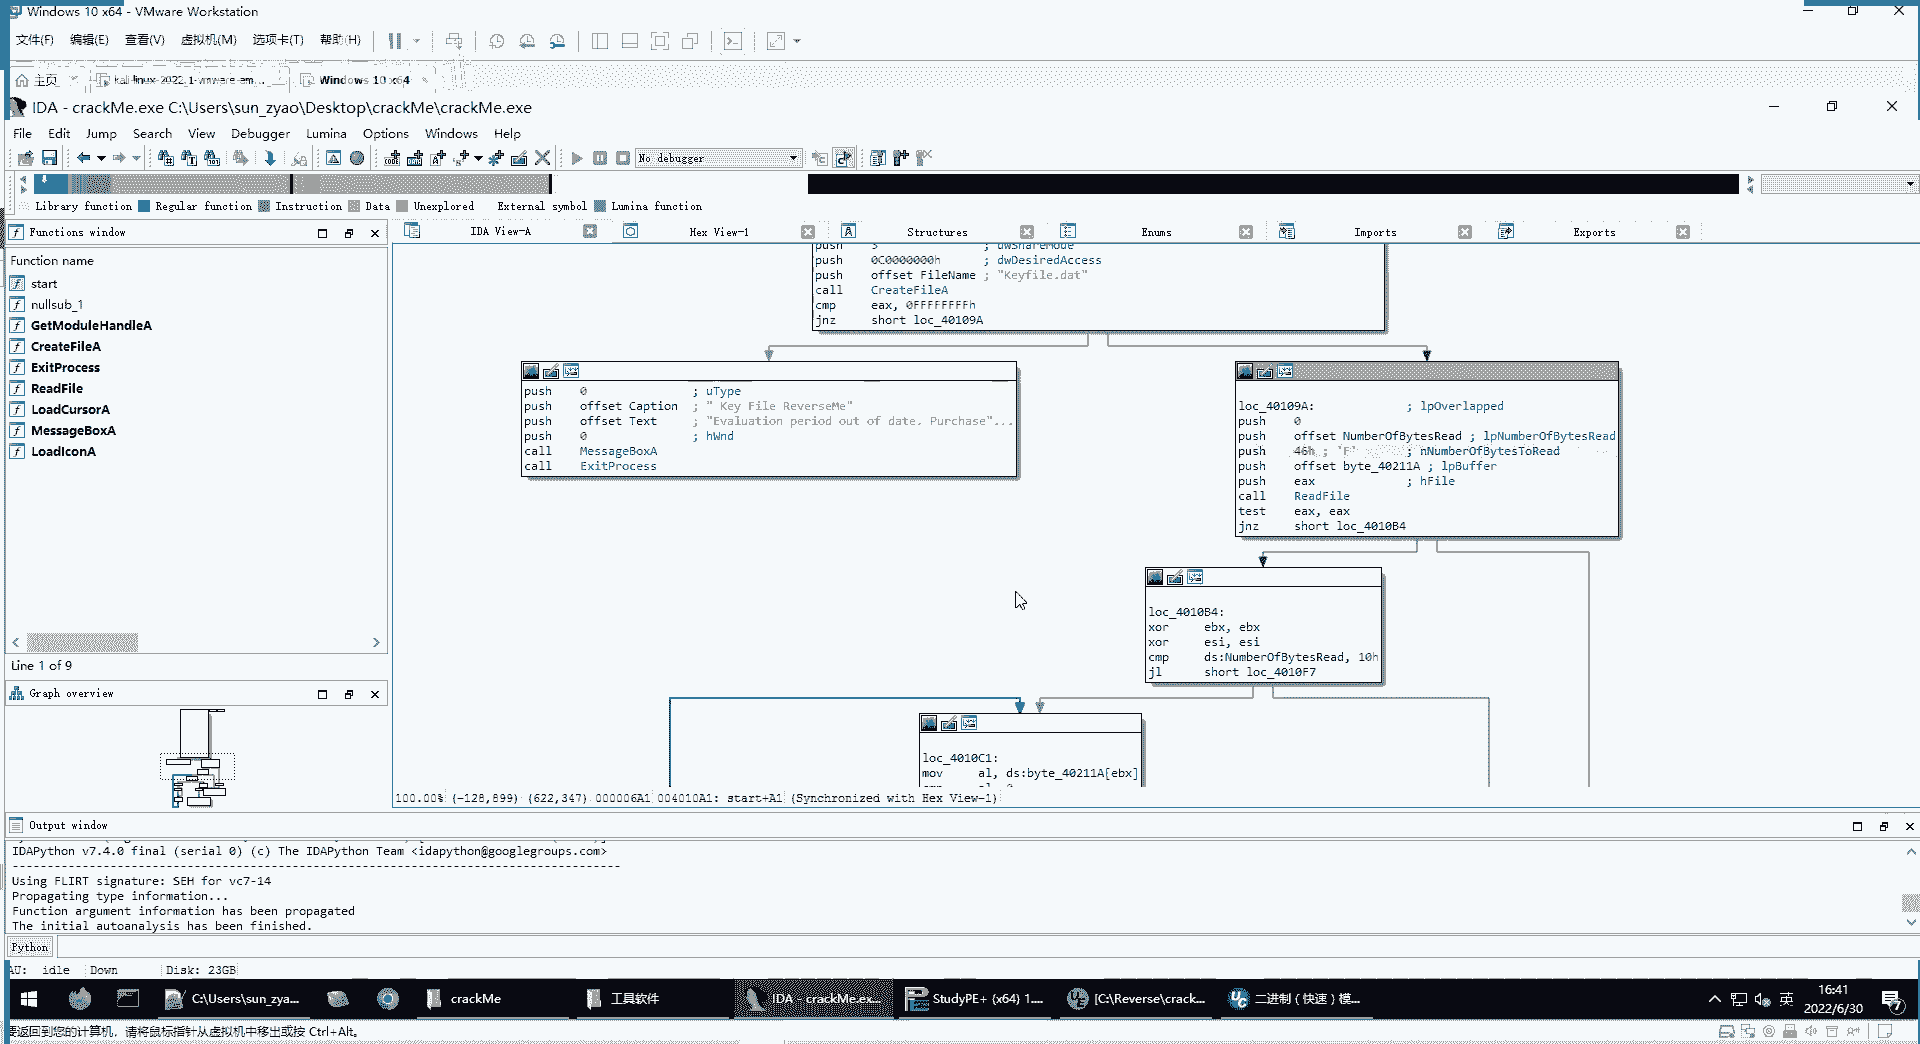 Windows 10 x64 - VMware Workstation
文件(F) 编辑(E) 查看(V) 虚拟机(M) 选项卡(T) 帮助(H)
主页 kali-linux-2022.1-vmware-am... Windows 10 x64
IDA - crackMe.exe C:\Users\sun_zyao\Desktop\crackMe\crackMe.exe
File Edit Jump Search View Debugger Lumina Options Windows Help
No debugger
Library function Regular function Instruction Data Unexplored External symbol Lumina function
Functions window
IDA View-A Hex View-1 Structures Enums Imports Exports
Function name
start
nullsub_1
GetModuleHandleA
CreateFileA
ExitProcess
ReadFile
LoadCursorA
MessageBoxA
LoadIconA
Line 1 of 9
Graph overview
push 3 ; dwShareMode
push 0C0000000h ; dwDesiredAccess
push offset FileName ; "Keyfile.dat"
call CreateFileA
cmp eax, 0FFFFFFFFh
jnz short loc_40109A
push 0 ; uType
push offset Caption ; " Key File ReverseMe"
push offset Text ; "Evaluation period out of date. Purchase"...
push 0 ; hWnd
call MessageBoxA
call ExitProcess
loc_40109A: ; lpOverlapped
push 0
push offset NumberOfBytesRead ; lpNumberOfBytesRead
push 46h ; 'F' ; nNumberOfBytesToRead
push offset byte_40211A ; lpBuffer
push eax ; hFile
call ReadFile
test eax, eax
jnz short loc_4010B4
loc_4010B4:
xor ebx, ebx
xor esi, esi
cmp ds:NumberOfBytesRead, 10h
jl short loc_4010F7
loc_4010C1:
mov al, ds:byte_40211A[ebx]
100.00% (-128,899) (622,347) 000006A1 004010A1: start+A1 (Synchronized with Hex View-1)
Output window
IDAPython v7.4.0 final (serial 0) (c) The IDAPython Team <idapython@googlegroups.com>
Using FLIRT signature: SEH for vc7-14
Propagating type information...
Function argument information has been propagated
The initial autoanalysis has been finished.
Python
AU: idle Down Disk: 23GB
C:\Users\sun_zyao... crackMe 工具软件 IDA - crackMe.ex... StudyPE+ (x64) 1.... [C:\Reverse\crack... 二进制 ( 快速 ) 模... 英 16:41
2022/6/30 7
要返回到您的计算机，请将鼠标指针从虚拟机中移出或按 Ctrl+Alt。